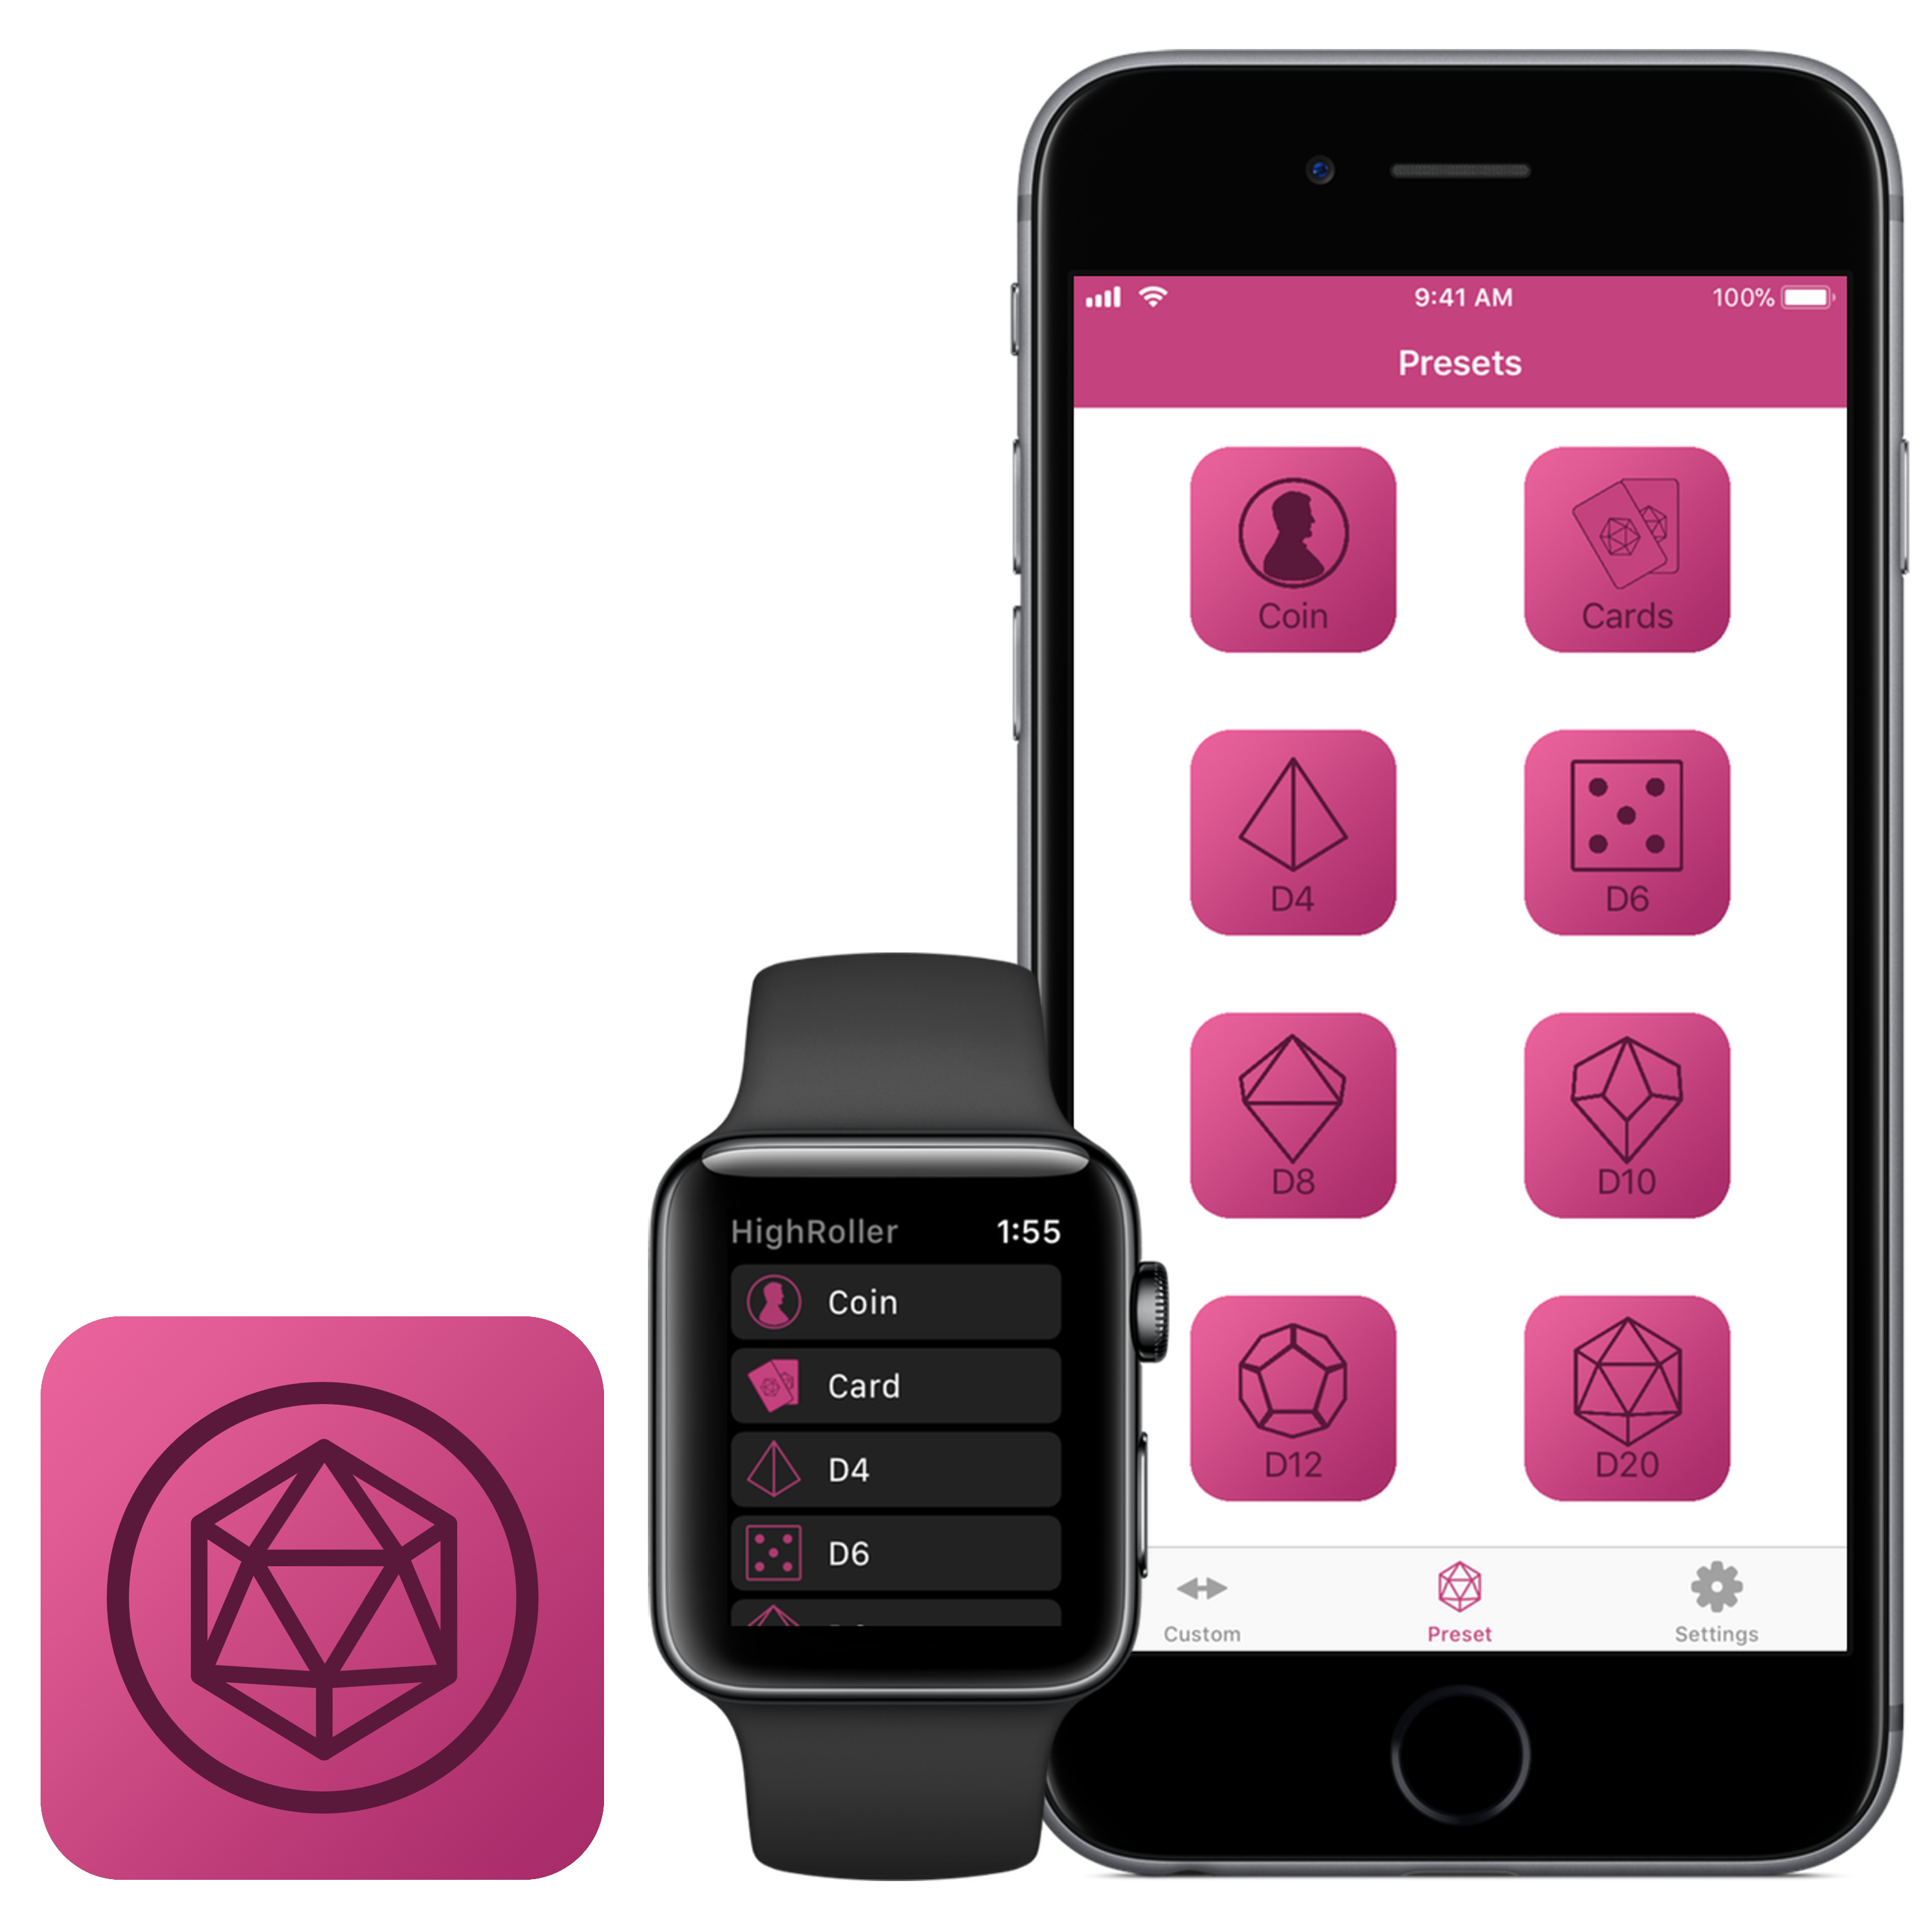 9:41 AM
100%
Presets
Coin
Cards
D4
D6
D8
D10
D12
D20
Custom
Preset
Settings
HighRoller
1:55
Coin
Card
D4
D6